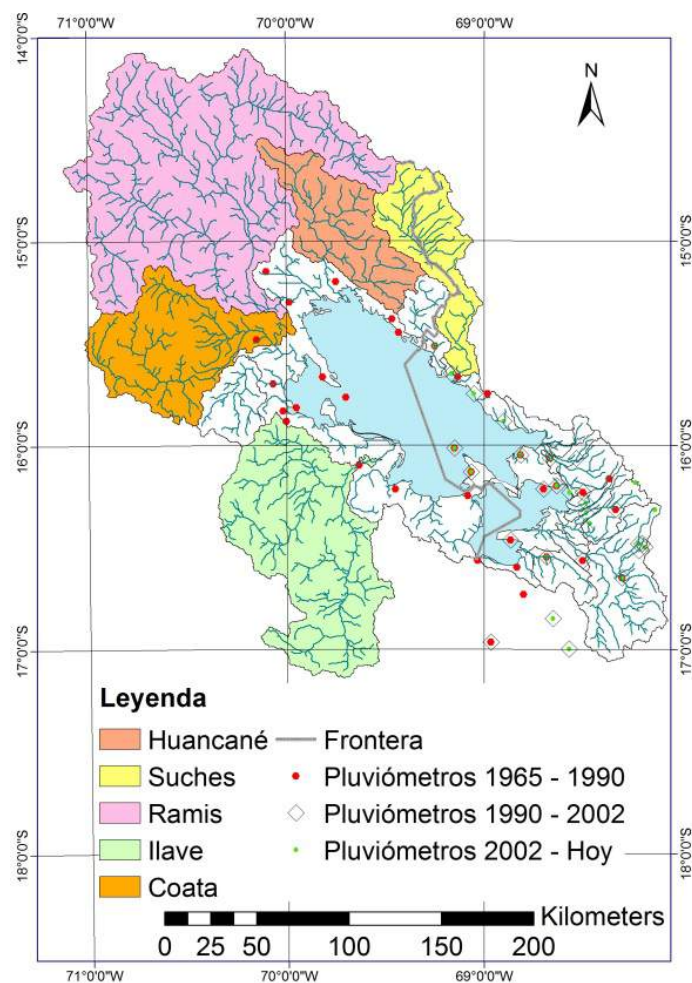 71°0'0"W 70°0'0"W 69°0'0"W
14°0'0"S 14°0'0"S
N
15°0'0"S 15°0'0"S
16°0'0"S 16°0'0"S
17°0'0"S 17°0'0"S
Leyenda
Huancané Frontera
Suches Pluviómetros 1965 - 1990
Ramis Pluviómetros 1990 - 2002
Ilave Pluviómetros 2002 - Hoy
Coata
18°0'0"S 18°0'0"S
Kilometers
0 25 50 100 150 200
71°0'0"W 70°0'0"W 69°0'0"W